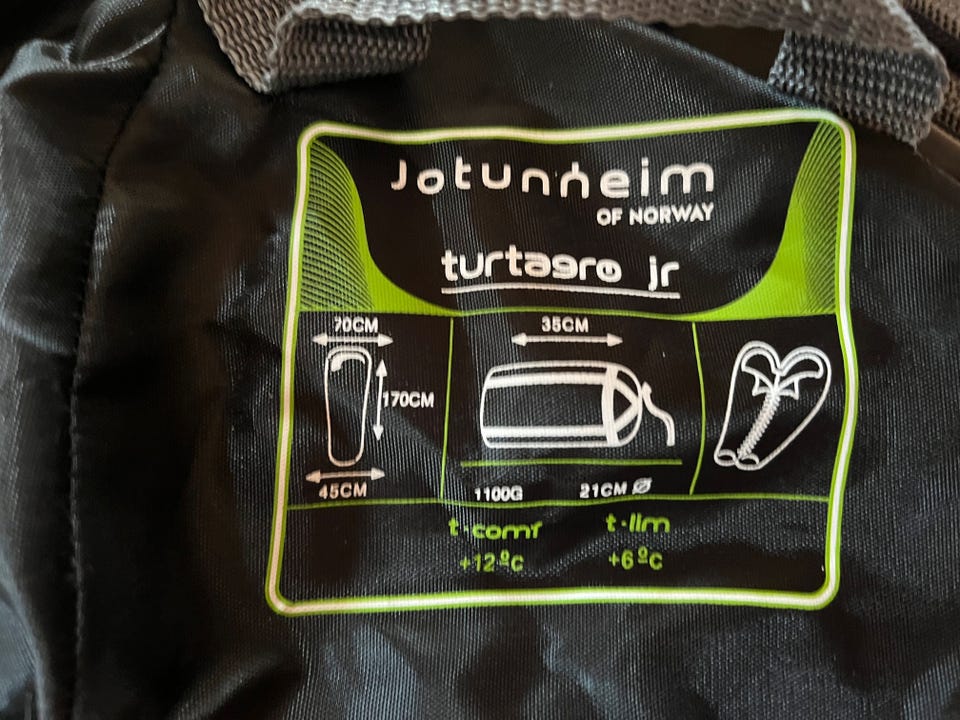 Jotunheim
OF NORWAY
turtagro jr
70CM
170CM
45CM
35CM
1100G
21CM Ø
t-comf
+12ºC
t-lim
+6ºC